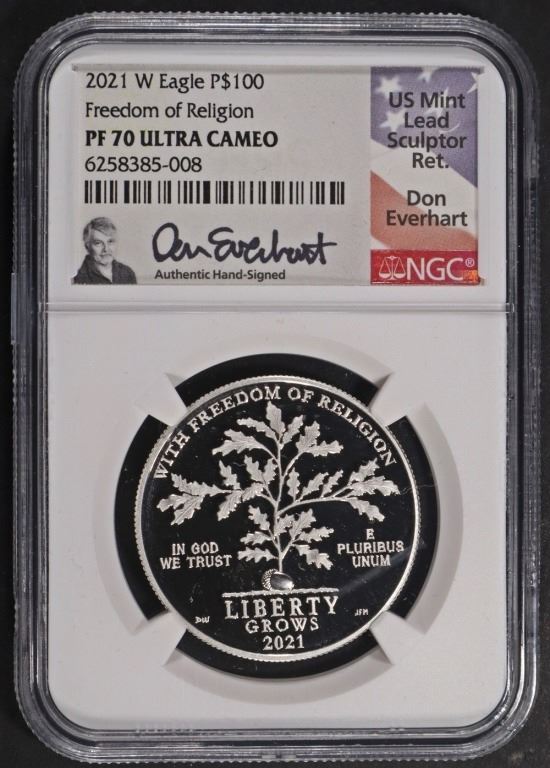 2021 W Eagle P$100
Freedom of Religion
PF 70 ULTRA CAMEO
6258385-008
Don Everhart
Authentic Hand-Signed
US Mint
Lead
Sculptor
Ret.
Don
Everhart
NGC®
WITH FREEDOM OF RELIGION
IN GOD
WE TRUST
E
PLURIBUS
UNUM
DW
JFM
LIBERTY
GROWS
2021